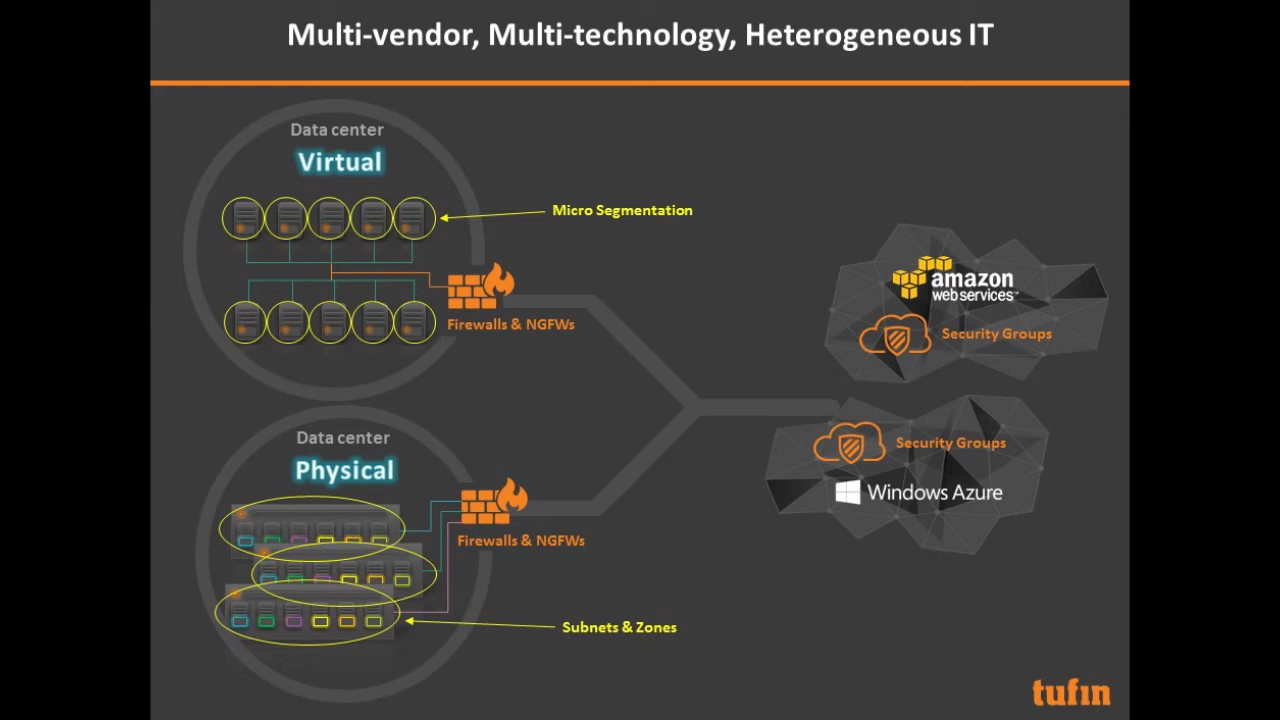 Multi-vendor, Multi-technology, Heterogeneous IT
Data center
Virtual
Micro Segmentation
Firewalls & NGFWs
amazon
web services™
Security Groups
Data center
Physical
Firewalls & NGFWs
Subnets & Zones
Security Groups
Windows Azure
tufin